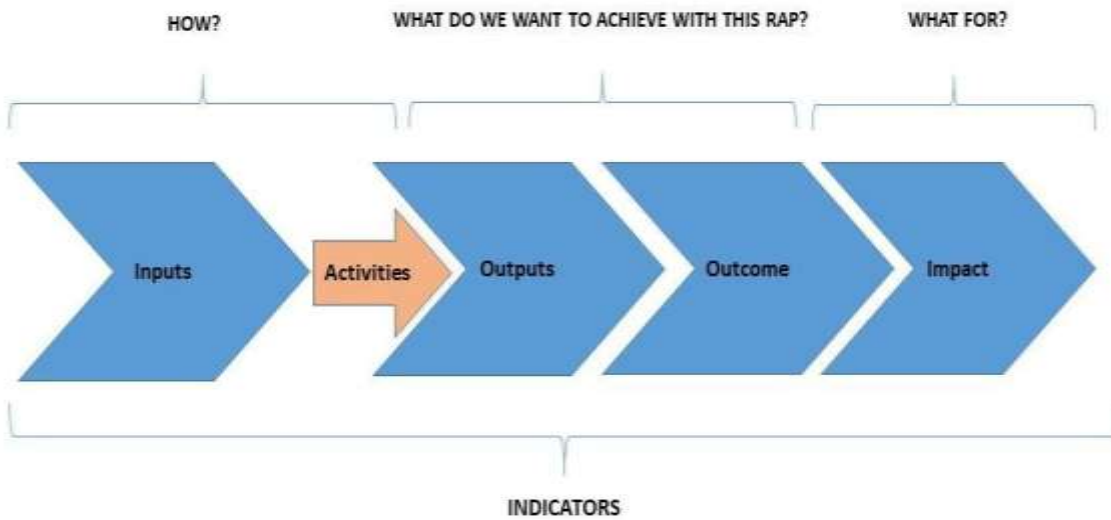 HOW?
WHAT DO WE WANT TO ACHIEVE WITH THIS RAP?
WHAT FOR?
Inputs
Activities
Outputs
Outcome
Impact
INDICATORS